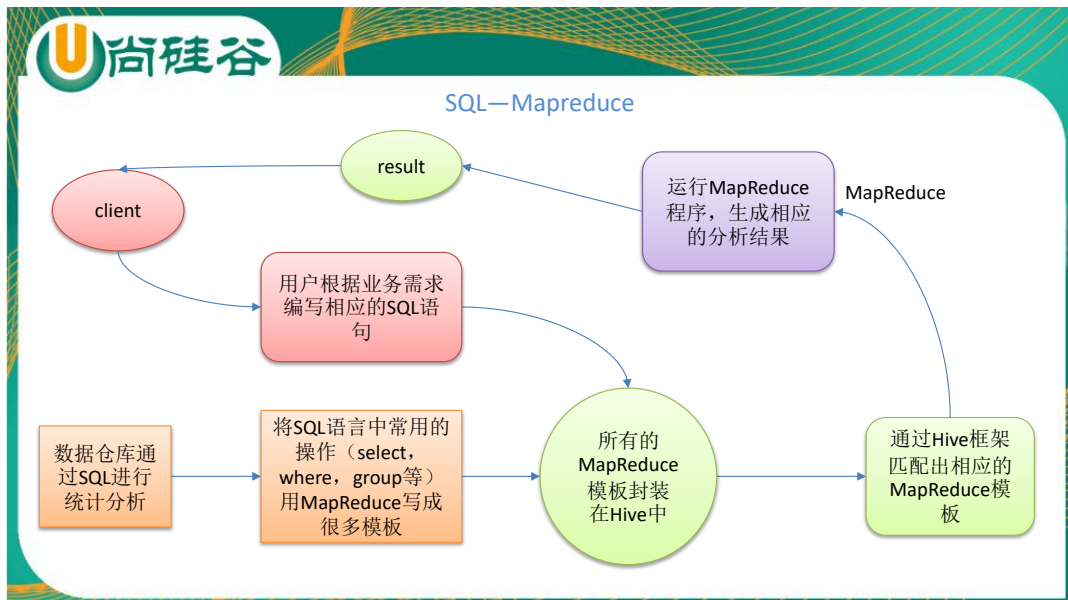 尚硅谷
SQL—Mapreduce
result
client
运行MapReduce
程序，生成相应
的分析结果
MapReduce
用户根据业务需求
编写相应的SQL语
句
数据仓库通
过SQL进行
统计分析
将SQL语言中常用的
操作（select，
where，group等）
用MapReduce写成
很多模板
所有的
MapReduce
模板封装
在Hive中
通过Hive框架
匹配出相应的
MapReduce模
板